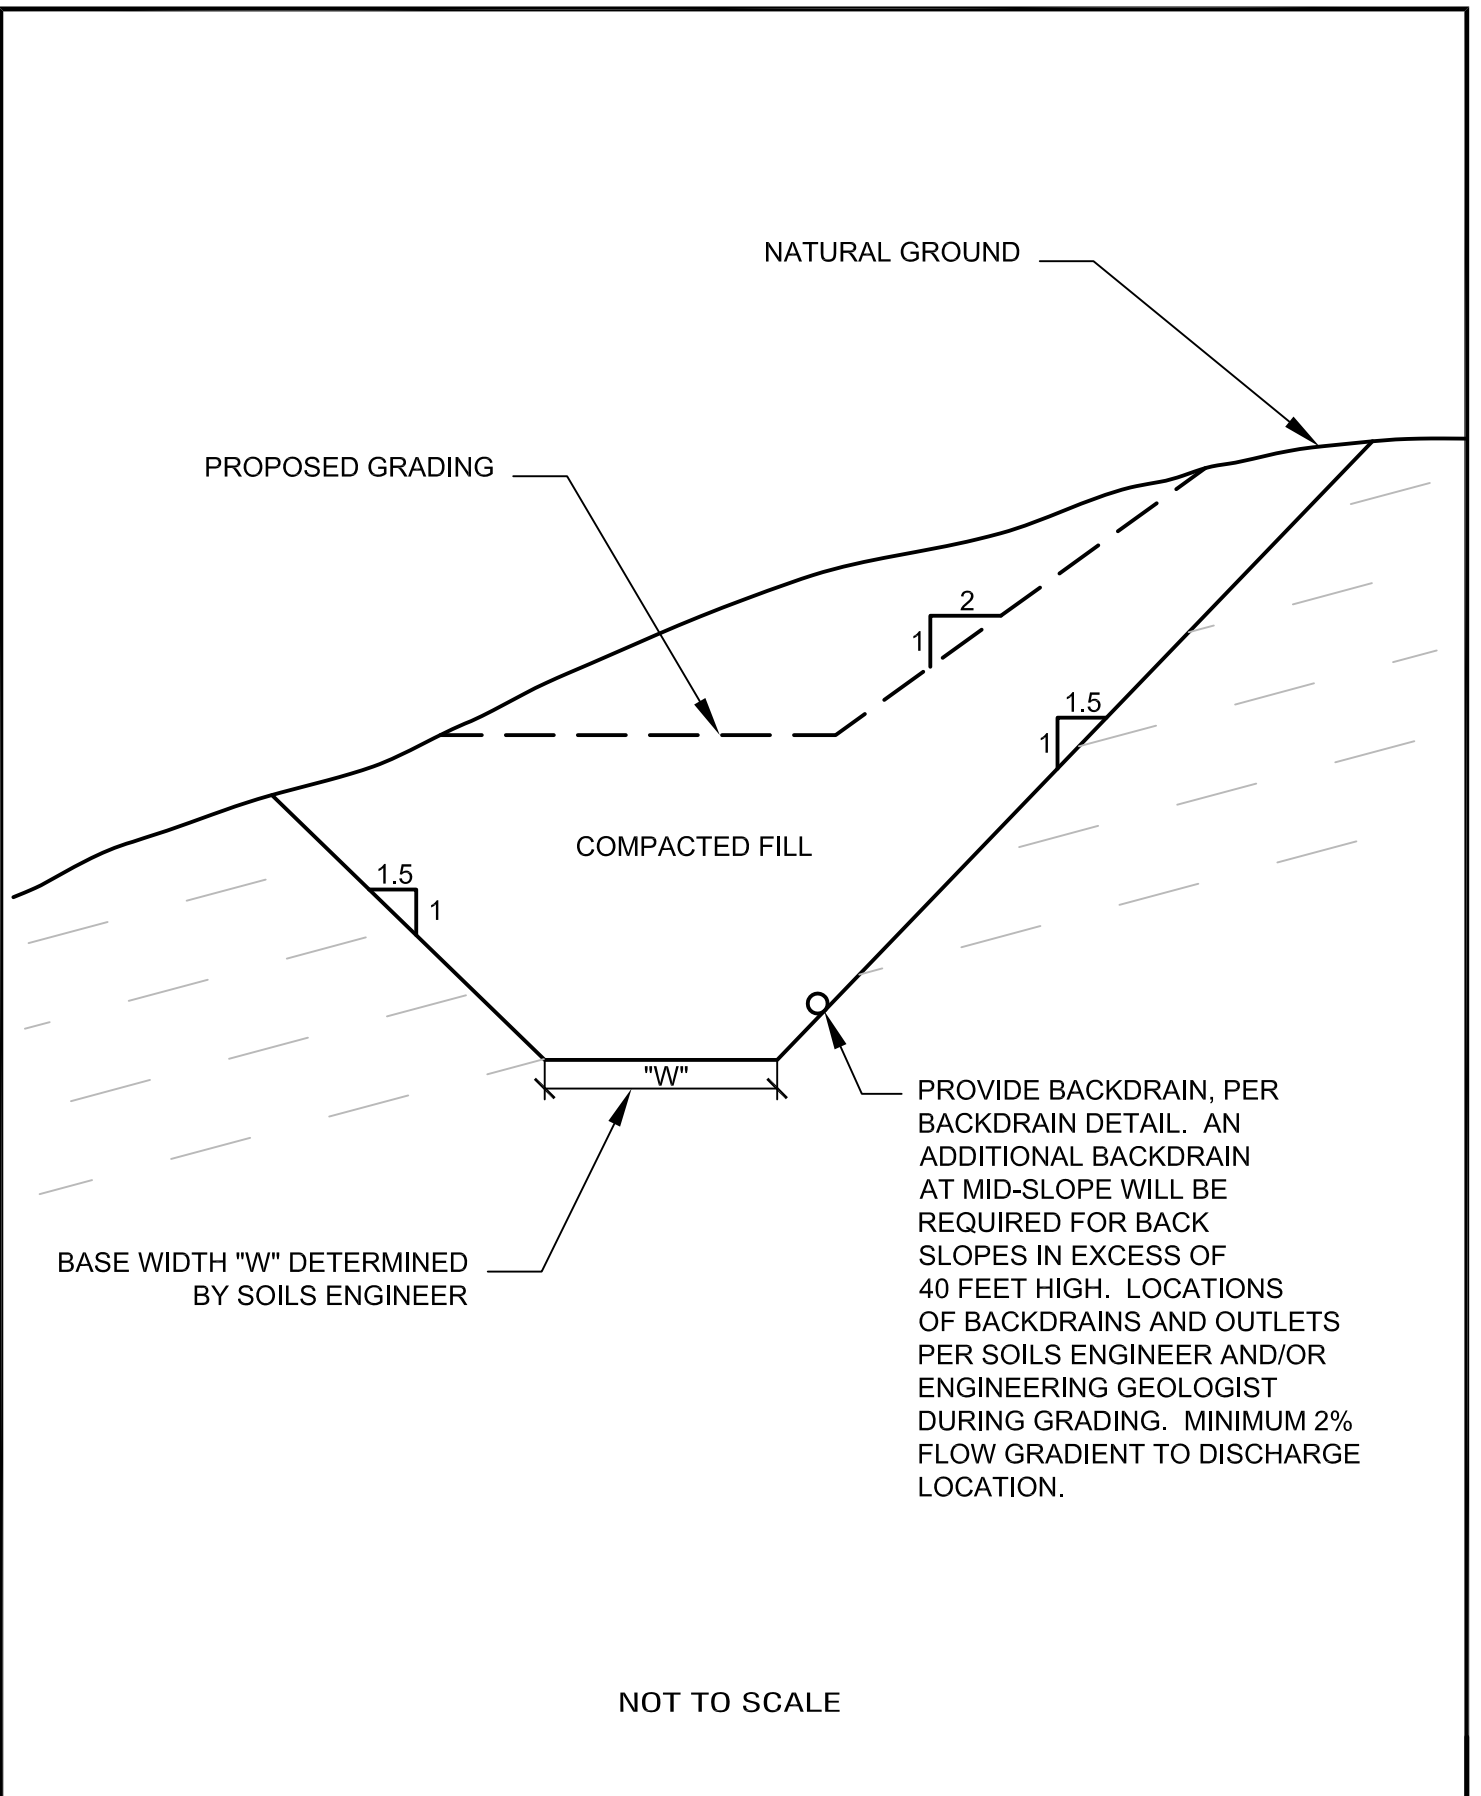 NATURAL GROUND
PROPOSED GRADING
2
1
1.5
1
COMPACTED FILL
1.5
1
"W"
PROVIDE BACKDRAIN, PER
BACKDRAIN DETAIL. AN
ADDITIONAL BACKDRAIN
AT MID-SLOPE WILL BE
REQUIRED FOR BACK
SLOPES IN EXCESS OF
40 FEET HIGH. LOCATIONS
OF BACKDRAINS AND OUTLETS
PER SOILS ENGINEER AND/OR
ENGINEERING GEOLOGIST
DURING GRADING. MINIMUM 2%
FLOW GRADIENT TO DISCHARGE
LOCATION.
BASE WIDTH "W" DETERMINED
BY SOILS ENGINEER
NOT TO SCALE